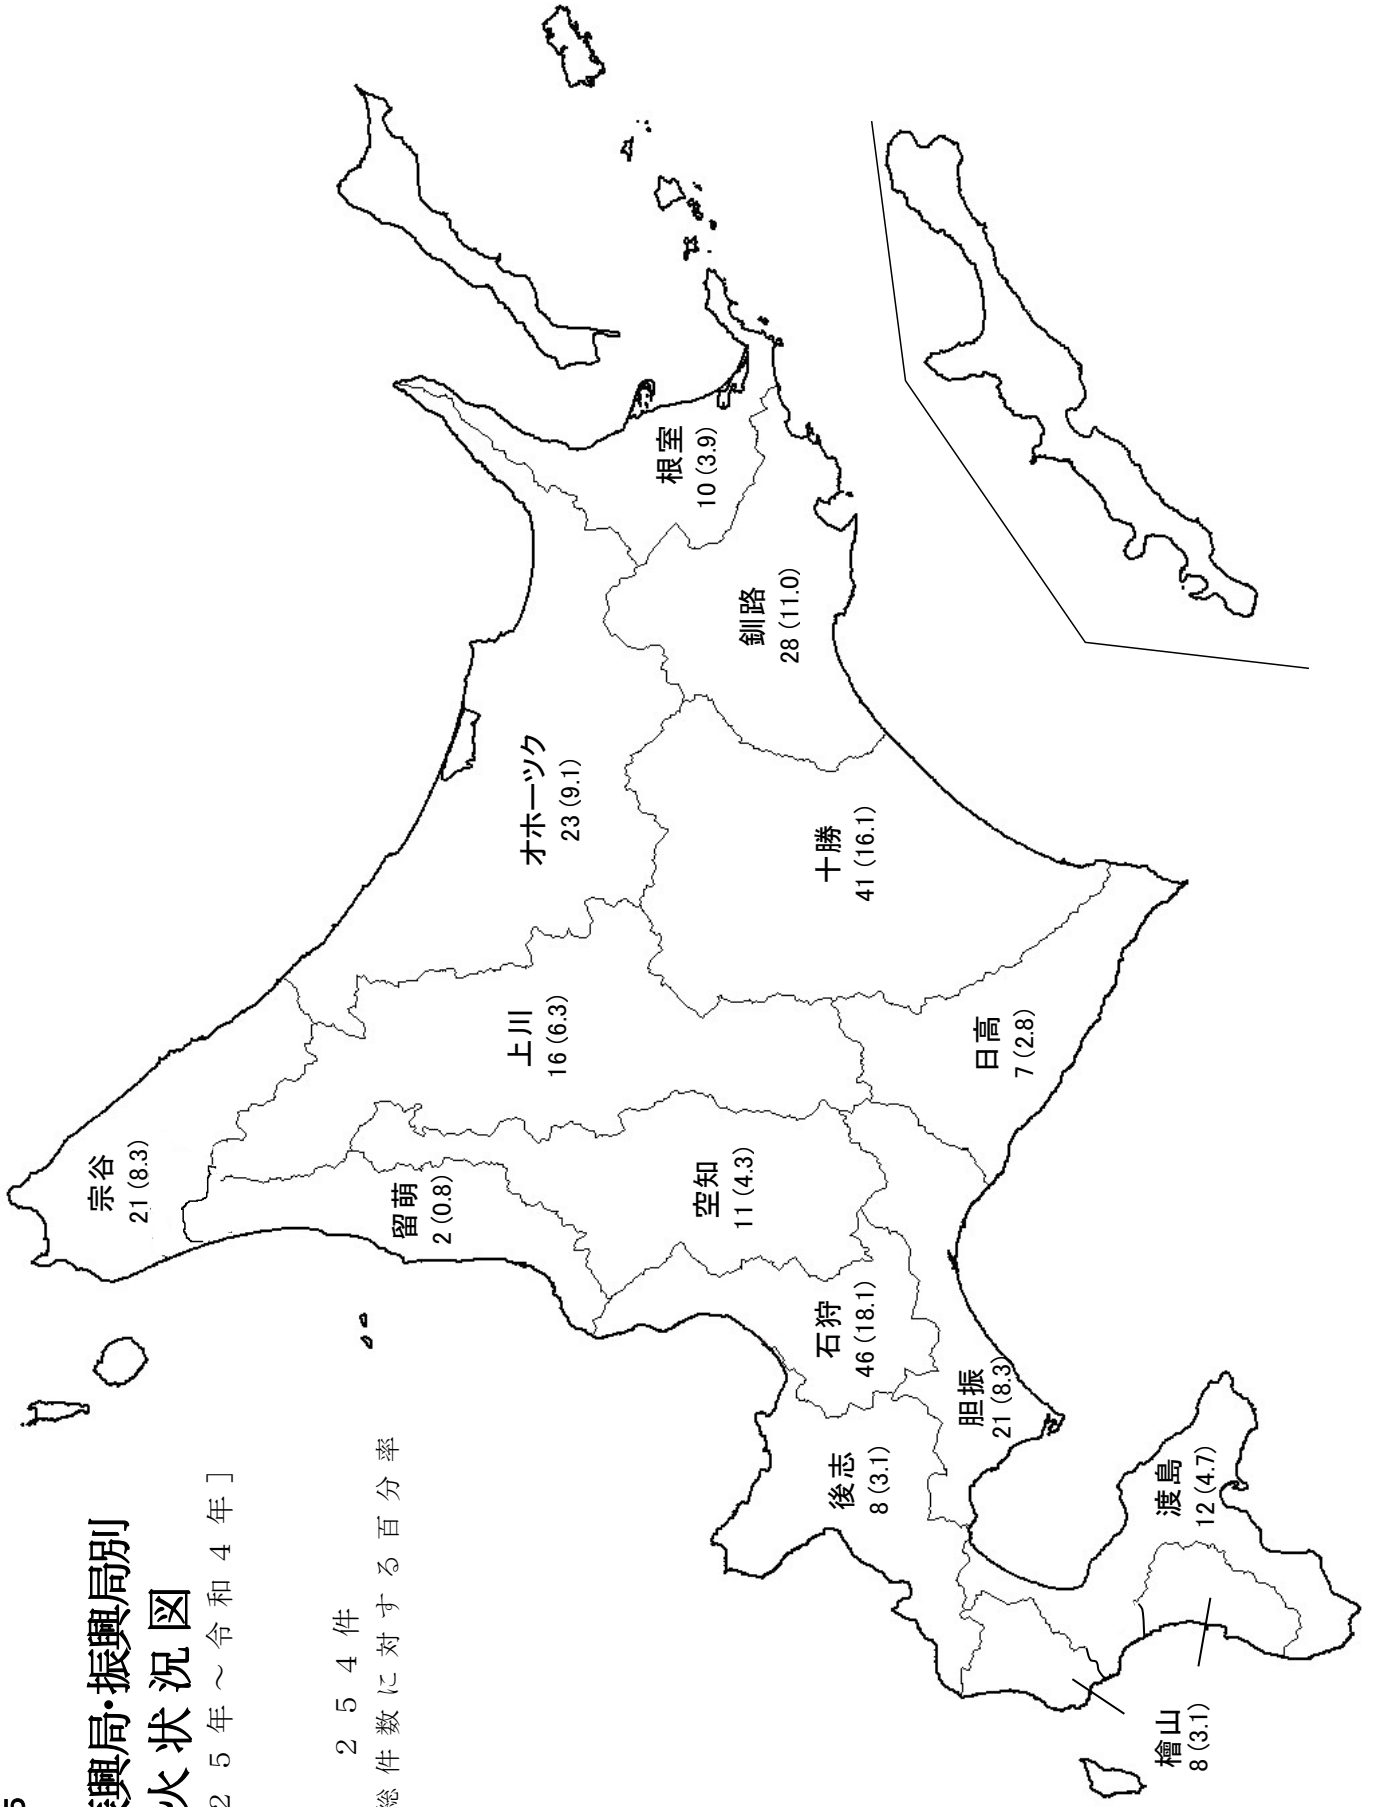 5
興局・振興局別
火状況図
25年～令和4年］
254件
総件数に対する百分率
宗谷
21(8.3)
留萌
2(0.8)
上川
16(6.3)
オホーツク
23(9.1)
根室
10(3.9)
釧路
28(11.0)
十勝
41(16.1)
日高
7(2.8)
空知
11(4.3)
石狩
46(18.1)
胆振
21(8.3)
後志
8(3.1)
渡島
12(4.7)
檜山
8(3.1)